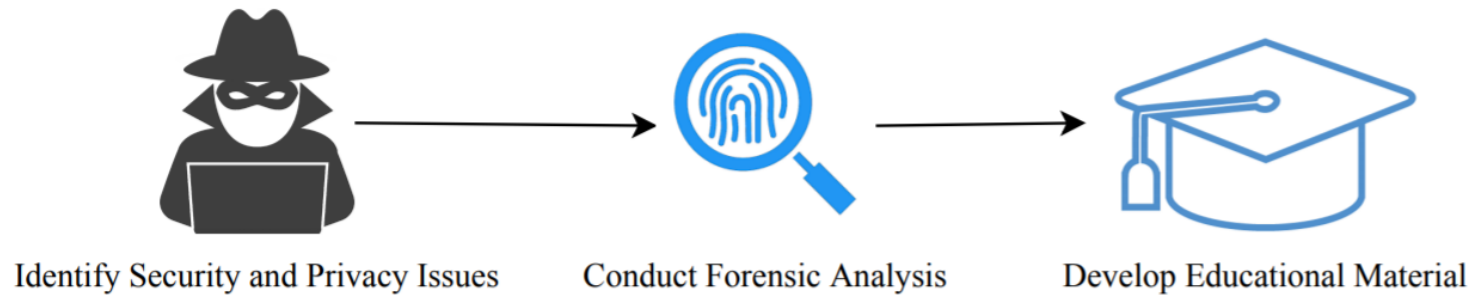 Identify Security and Privacy Issues
Conduct Forensic Analysis
Develop Educational Material